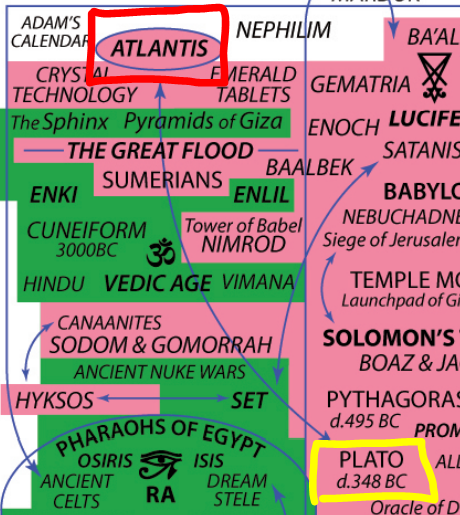 ADAM'S
CALENDAR
NEPHILIM
ATLANTIS
BA'AL
CRYSTAL
TECHNOLOGY
EMERALD
TABLETS
GEMATRIA
The Sphinx Pyramids of Giza
ENOCH
LUCIFE
THE GREAT FLOOD
SATANIS
BAALBEK
SUMERIANS
ENKI
ENLIL
BABYLO
NEBUCHADNE
CUNEIFORM
3000BC
ॐ
Tower of Babel
NIMROD
Siege of Jerusaler
HINDU VEDIC AGE VIMANA
TEMPLE MO
Launchpad of Gi
CANAANITES
SODOM & GOMORRAH
SOLOMON'S
BOAZ & JA
ANCIENT NUKE WARS
HYKSOS
SET
PYTHAGORAS
d.495 BC
PROM
PHARAOHS OF EGYPT
OSIRIS
ISIS
PLATO
d.348 BC
ALL
ANCIENT
CELTS
RA
DREAM
STELE
Oracle of D